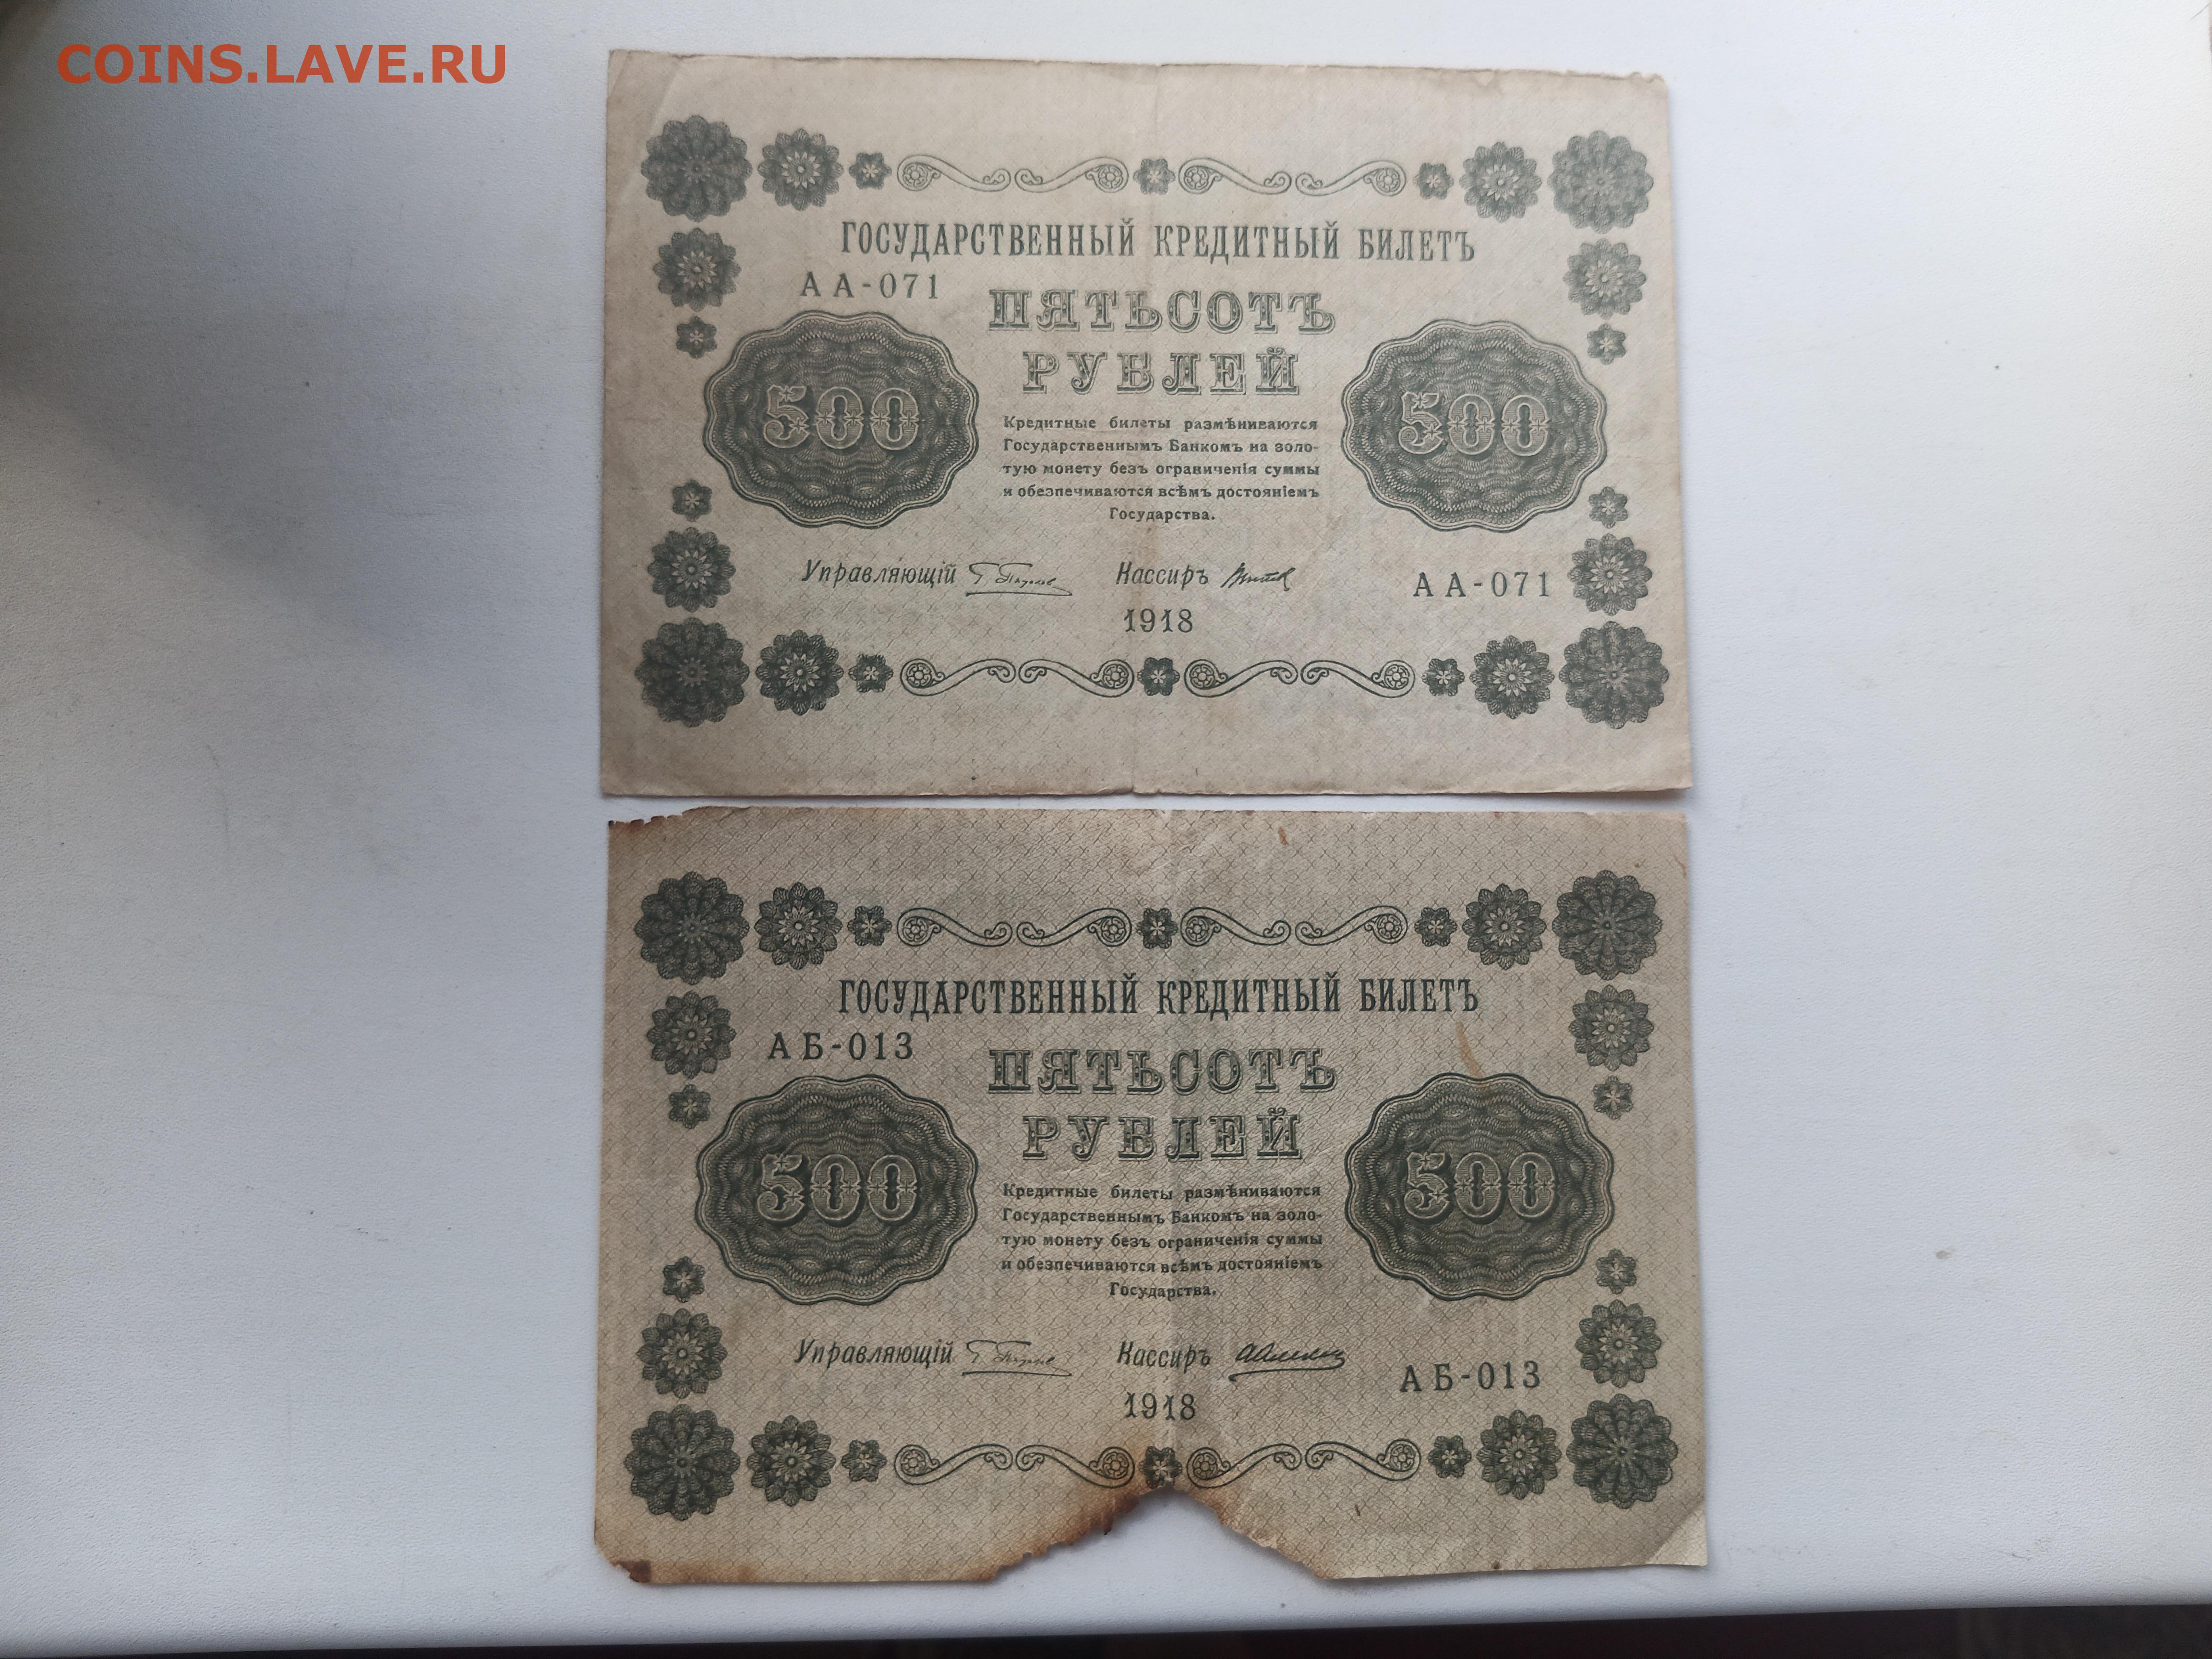 COINS.LAVE.RU
ГОСУДАРСТВЕННЫЙ КРЕДИТНЫЙ БИЛЕТЪ
АА-071
ПЯТЬСОТЪ
РУБЛЕЙ
500
500
Кредитные билеты размѣниваются
Государственнымъ Банкомъ на золо-
тую монету безъ ограниченія суммы
и обезпечиваются всѣмъ достояніемъ
Государства.
Управляющій
Кассиръ
АА-071
1918
ГОСУДАРСТВЕННЫЙ КРЕДИТНЫЙ БИЛЕТЪ
АБ-013
ПЯТЬСОТЪ
РУБЛЕЙ
500
500
Кредитные билеты размѣниваются
Государственнымъ Банкомъ на золо-
тую монету безъ ограниченія суммы
и обезпечиваются всѣмъ достояніемъ
Государства.
Управляющій
Кассиръ
АБ-013
1918